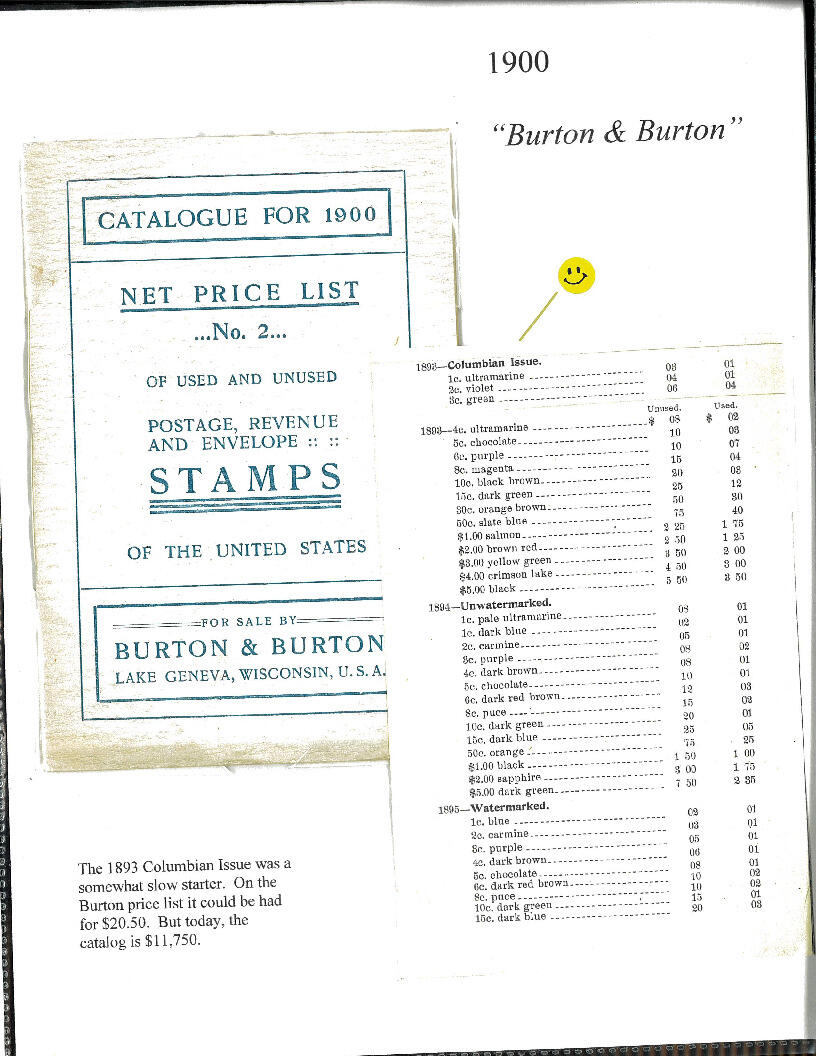 1900
"Burton & Burton"
CATALOGUE FOR 1900
NET PRICE LIST
...No. 2...
OF USED AND UNUSED
POSTAGE, REVENUE
AND ENVELOPE :: ::
STAMPS
OF THE UNITED STATES
FOR SALE BY
BURTON & BURTON
LAKE GENEVA, WISCONSIN, U. S. A.
1893—Columbian Issue.
1c. ultramarine 03 01
2c. violet 04 01
3c. green 06 04
Unused. Used.
1893—4c. ultramarine $ 08 $ 02
5c. chocolate 10 03
6c. purple 10 07
8c. magenta 15 04
10c. black brown 20 08
15c. dark green 25 12
30c. orange brown 50 30
50c. slate blue 75 40
$1.00 salmon 2 25 1 75
$2.00 brown red 2 50 1 25
$3.00 yellow green 3 50 2 00
$4.00 crimson lake 4 50 3 00
$5.00 black 5 50 3 50
1894—Unwatermarked.
1c. pale ultramarine 08 01
1c. dark blue 02 01
2c. carmine 05 01
3c. purple 08 02
4c. dark brown 08 01
5c. chocolate 10 01
6c. dark red brown 12 03
8c. puce 15 02
10c. dark green 20 01
15c. dark blue 25 05
50c. orange 75 25
$1.00 black 1 50 1 00
$2.00 sapphire 3 00 1 75
$5.00 dark green 7 50 2 35
1895—Watermarked.
1c. blue 02 01
2c. carmine 03 01
3c. purple 05 01
4c. dark brown 06 01
5c. chocolate 08 01
6c. dark red brown 10 02
8c. puce 10 02
10c. dark green 15 01
15c. dark blue 20 03
The 1893 Columbian Issue was a
somewhat slow starter. On the
Burton price list it could be had
for $20.50. But today, the
catalog is $11,750.